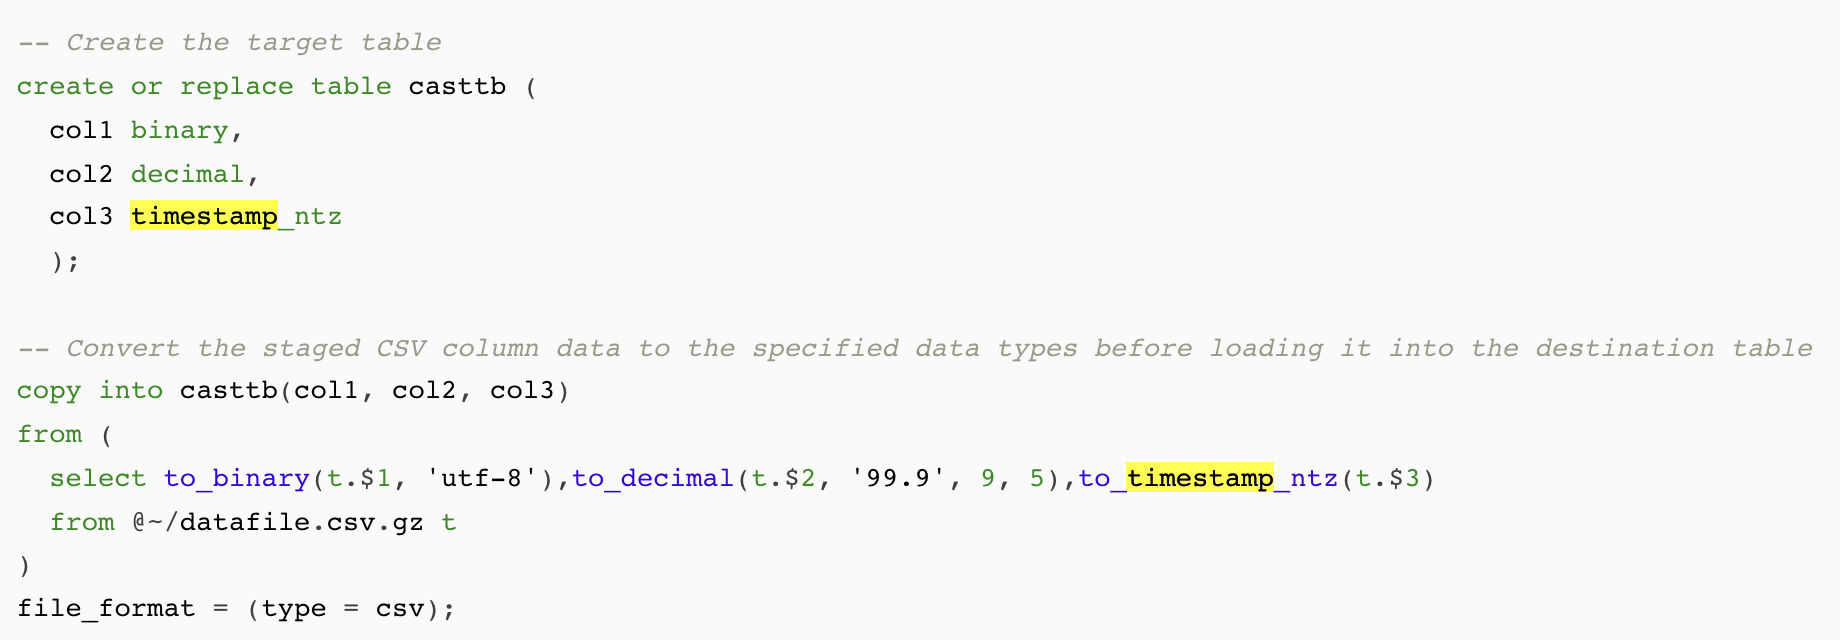 -- Create the target table
create or replace table casttb (
  col1 binary,
  col2 decimal,
  col3 timestamp_ntz
  );

-- Convert the staged CSV column data to the specified data types before loading it into the destination table
copy into casttb(col1, col2, col3)
from (
  select to_binary(t.$1, 'utf-8'),to_decimal(t.$2, '99.9', 9, 5),to_timestamp_ntz(t.$3)
  from @~/datafile.csv.gz t
)
file_format = (type = csv);